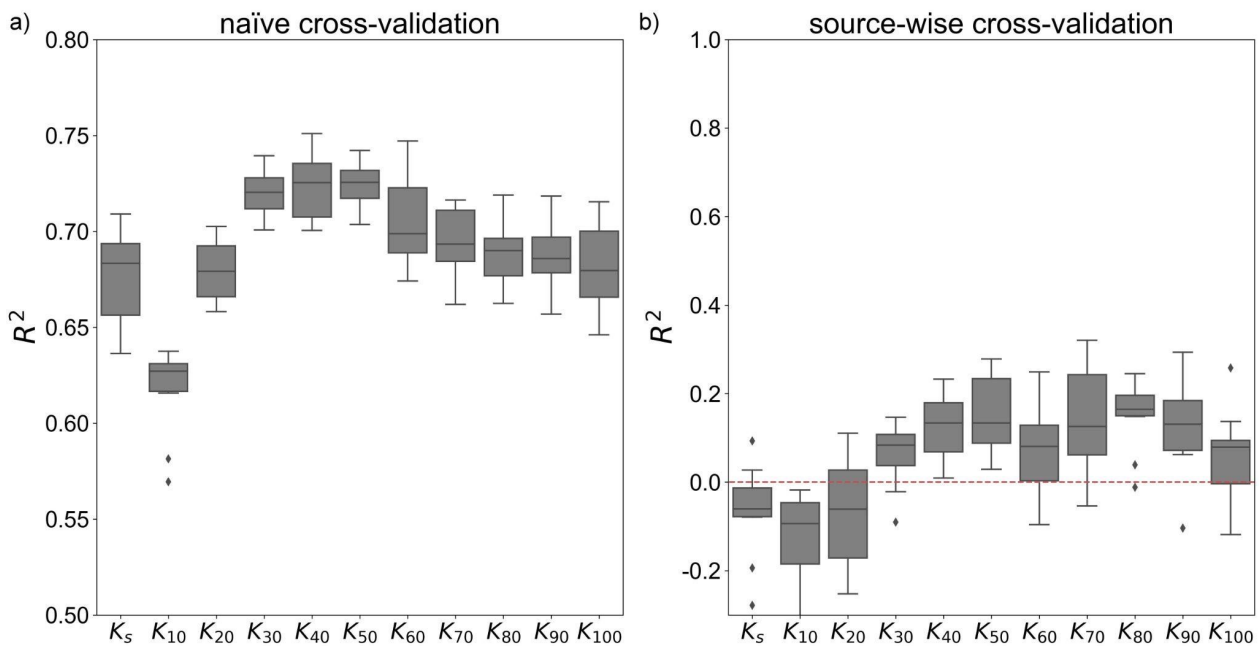 a) naïve cross-validation
0.80
0.75
0.70
0.65
0.60
0.55
0.50
R²
Kₛ K₁₀ K₂₀ K₃₀ K₄₀ K₅₀ K₆₀ K₇₀ K₈₀ K₉₀ K₁₀₀
b) source-wise cross-validation
1.0
0.8
0.6
0.4
0.2
0.0
-0.2
R²
Kₛ K₁₀ K₂₀ K₃₀ K₄₀ K₅₀ K₆₀ K₇₀ K₈₀ K₉₀ K₁₀₀